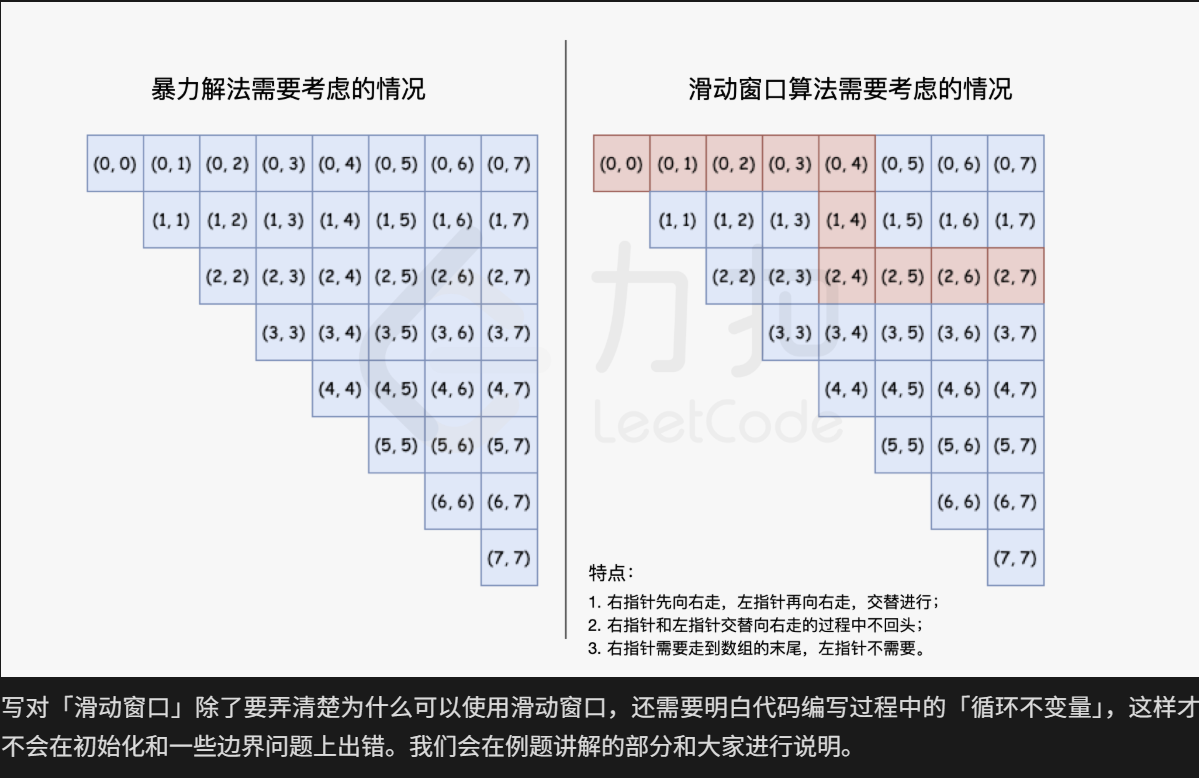 暴力解法需要考虑的情况
(0, 0) (0, 1) (0, 2) (0, 3) (0, 4) (0, 5) (0, 6) (0, 7)
(1, 1) (1, 2) (1, 3) (1, 4) (1, 5) (1, 6) (1, 7)
(2, 2) (2, 3) (2, 4) (2, 5) (2, 6) (2, 7)
(3, 3) (3, 4) (3, 5) (3, 6) (3, 7)
(4, 4) (4, 5) (4, 6) (4, 7)
(5, 5) (5, 6) (5, 7)
(6, 6) (6, 7)
(7, 7)
滑动窗口算法需要考虑的情况
(0, 0) (0, 1) (0, 2) (0, 3) (0, 4) (0, 5) (0, 6) (0, 7)
(1, 1) (1, 2) (1, 3) (1, 4) (1, 5) (1, 6) (1, 7)
(2, 2) (2, 3) (2, 4) (2, 5) (2, 6) (2, 7)
(3, 3) (3, 4) (3, 5) (3, 6) (3, 7)
(4, 4) (4, 5) (4, 6) (4, 7)
(5, 5) (5, 6) (5, 7)
(6, 6) (6, 7)
(7, 7)
力扣
LeetCode
特点：
1. 右指针先向右走，左指针再向右走，交替进行；
2. 右指针和左指针交替向右走的过程中不回头；
3. 右指针需要走到数组的末尾，左指针不需要。
写对「滑动窗口」除了要弄清楚为什么可以使用滑动窗口，还需要明白代码编写过程中的「循环不变量」，这样才
不会在初始化和一些边界问题上出错。我们会在例题讲解的部分和大家进行说明。